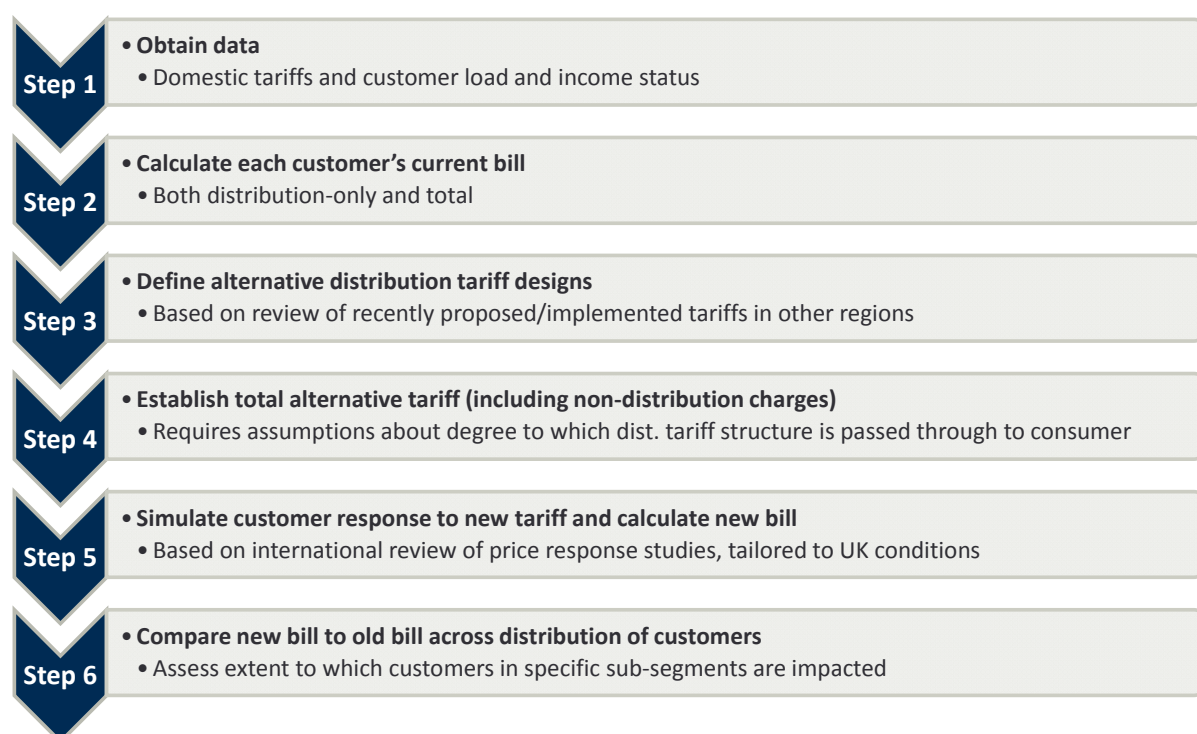 Step 1
• Obtain data
• Domestic tariffs and customer load and income status
Step 2
• Calculate each customer’s current bill
• Both distribution-only and total
Step 3
• Define alternative distribution tariff designs
• Based on review of recently proposed/implemented tariffs in other regions
Step 4
• Establish total alternative tariff (including non-distribution charges)
• Requires assumptions about degree to which dist. tariff structure is passed through to consumer
Step 5
• Simulate customer response to new tariff and calculate new bill
• Based on international review of price response studies, tailored to UK conditions
Step 6
• Compare new bill to old bill across distribution of customers
• Assess extent to which customers in specific sub-segments are impacted